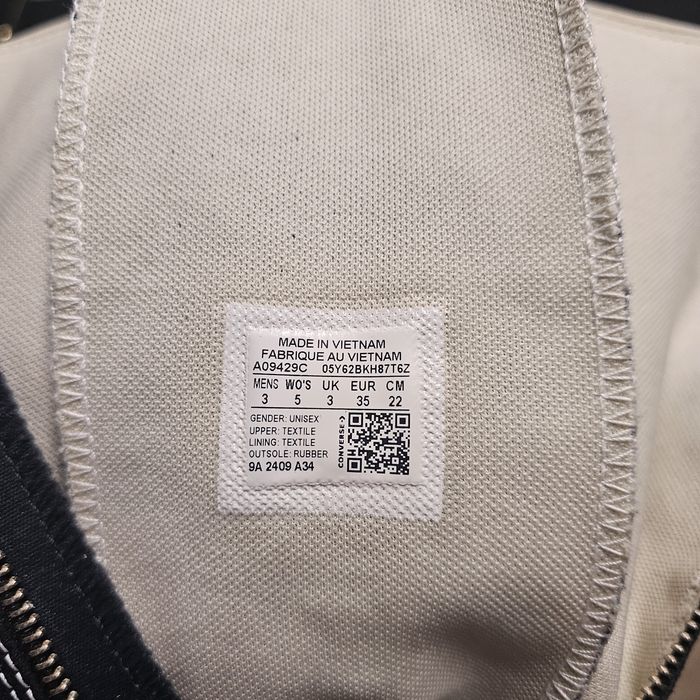 MADE IN VIETNAM
FABRIQUE AU VIETNAM
A09429C 05Y62BKH87T6Z
MENS WO'S UK EUR CM
3 5 3 35 22
GENDER: UNISEX
UPPER: TEXTILE
LINING: TEXTILE
OUTSOLE: RUBBER
9A 2409 A34
CONVERSE >